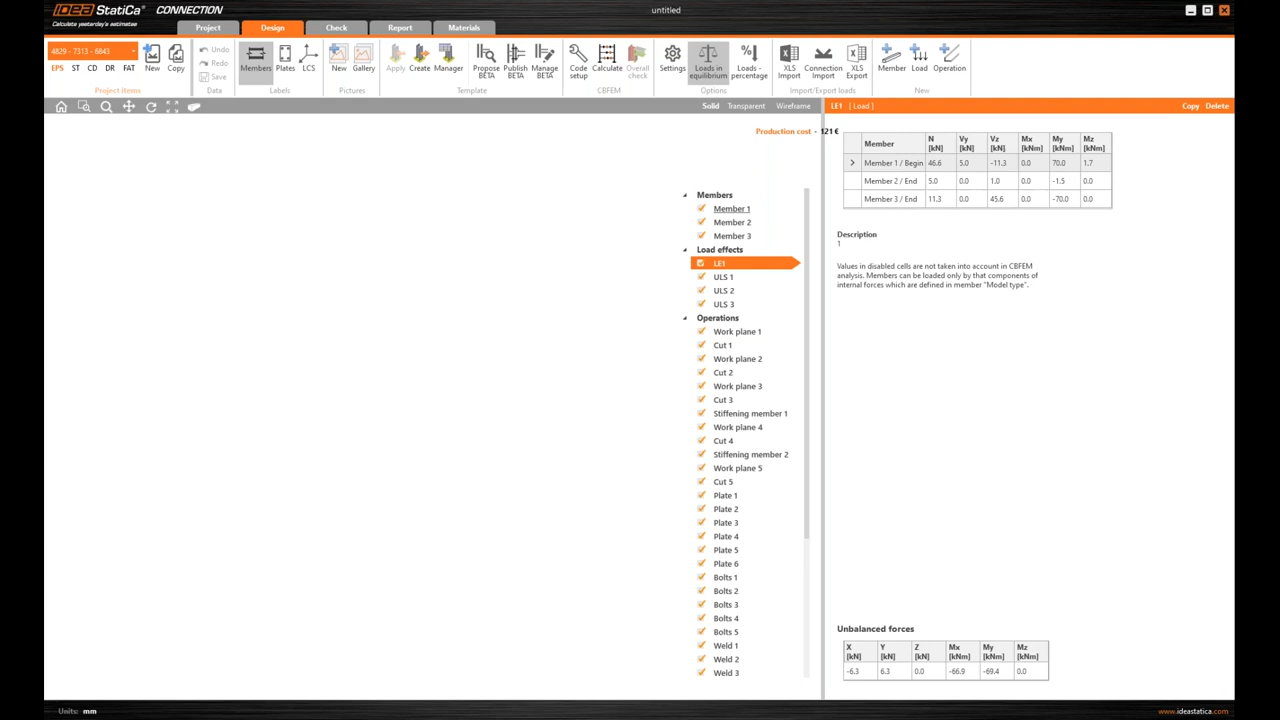 IDEA StatiCa CONNECTION
Calculate yesterday's estimates
untitled
Project Design Check Report Materials
4829 - 7313 - 6843
EPS ST CD DR FAT
New Copy
Project items
Undo
Redo
Save
Data
Members Plates LCS
Labels
New Gallery
Pictures
Apply Create Manager
Propose BETA
Publish BETA
Manage BETA
Template
Code setup
Calculate
Overall check
CBFEM
Settings
Loads in equilibrium
Loads - percentage
Options
XLS Import
Connection Import
XLS Export
Import/Export loads
Member Load Operation
New
Solid Transparent Wireframe
LE1 [ Load ] Copy Delete
Production cost - 121 €
Members
Member 1
Member 2
Member 3
Load effects
LE1
ULS 1
ULS 2
ULS 3
Operations
Work plane 1
Cut 1
Work plane 2
Cut 2
Work plane 3
Cut 3
Stiffening member 1
Work plane 4
Cut 4
Stiffening member 2
Work plane 5
Cut 5
Plate 1
Plate 2
Plate 3
Plate 4
Plate 5
Plate 6
Bolts 1
Bolts 2
Bolts 3
Bolts 4
Bolts 5
Weld 1
Weld 2
Weld 3
Member N [kN] Vy [kN] Vz [kN] Mx [kNm] My [kNm] Mz [kNm]
> Member 1 / Begin 46.6 5.0 -11.3 0.0 70.0 1.7
Member 2 / End 5.0 0.0 1.0 0.0 -1.5 0.0
Member 3 / End 11.3 0.0 45.6 0.0 -70.0 0.0
Description
1
Values in disabled cells are not taken into account in CBFEM
analysis. Members can be loaded only by that components of
internal forces which are defined in member "Model type".
Unbalanced forces
X [kN] Y [kN] Z [kN] Mx [kNm] My [kNm] Mz [kNm]
-6.3 6.3 0.0 -66.9 -69.4 0.0
Units: mm
www.ideastatica.com